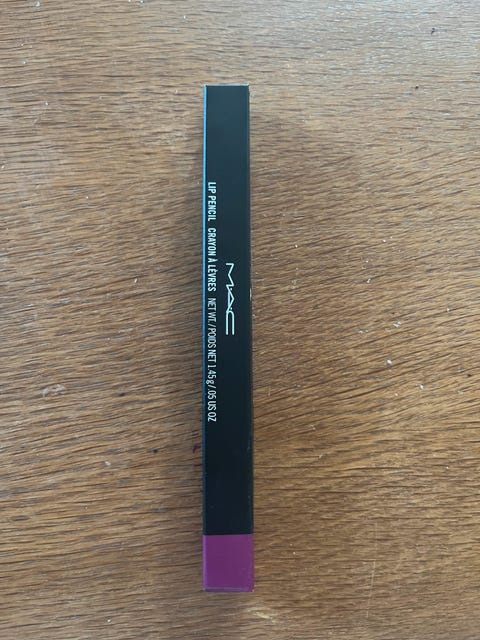 MAC
LIP PENCIL CRAYON À LÈVRES NET WT./POIDS NET 1.45 g/.05 US OZ